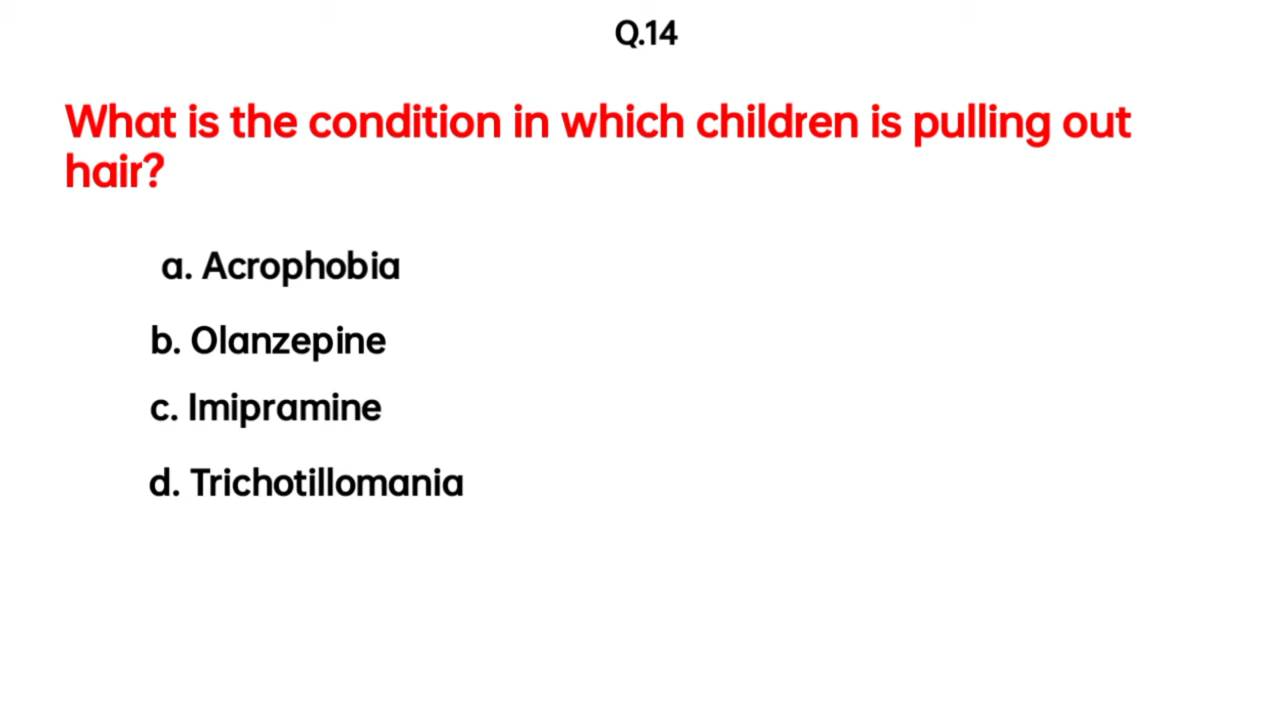 Q.14
What is the condition in which children is pulling out
hair?
a. Acrophobia
b. Olanzepine
c. Imipramine
d. Trichotillomania